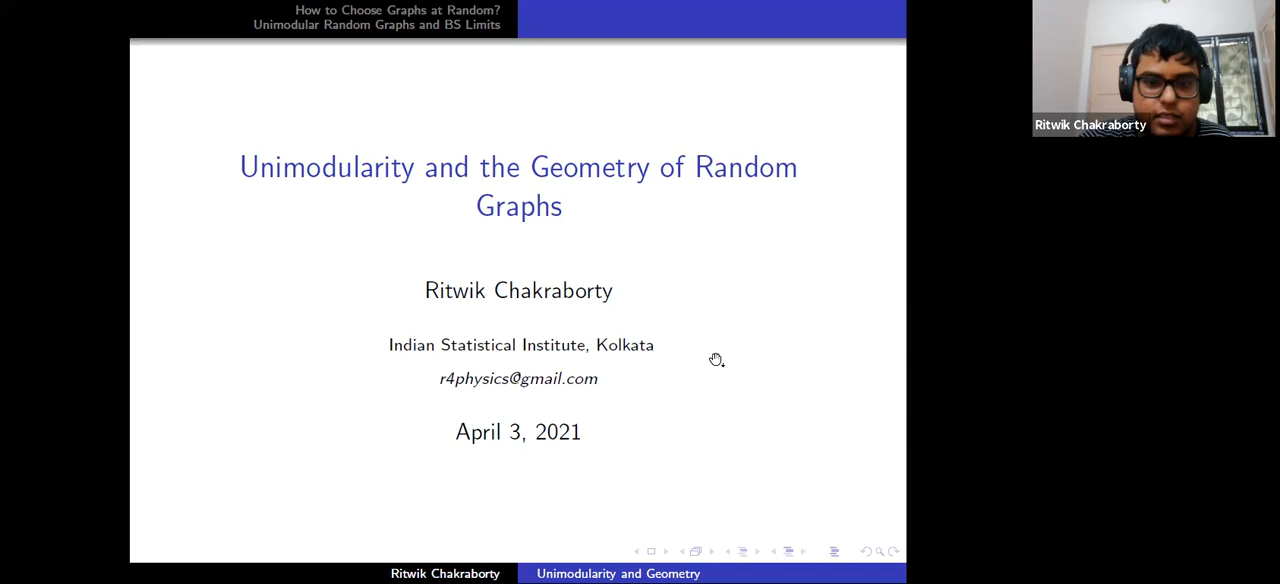 How to Choose Graphs at Random?
Unimodular Random Graphs and BS Limits
Ritwik Chakraborty
Unimodularity and the Geometry of Random
Graphs
Ritwik Chakraborty
Indian Statistical Institute, Kolkata
r4physics@gmail.com
April 3, 2021
Ritwik Chakraborty
Unimodularity and Geometry